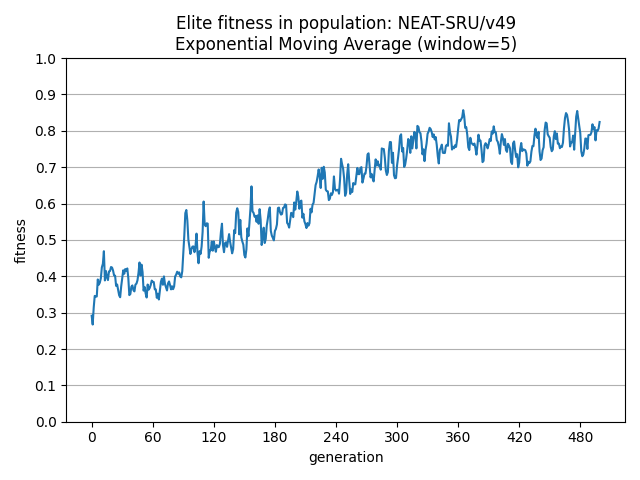 Elite fitness in population: NEAT-SRU/v49
Exponential Moving Average (window=5)
1.0
0.9
0.8
0.7
0.6
0.5
0.4
0.3
0.2
0.1
0.0
fitness
0 60 120 180 240 300 360 420 480
generation